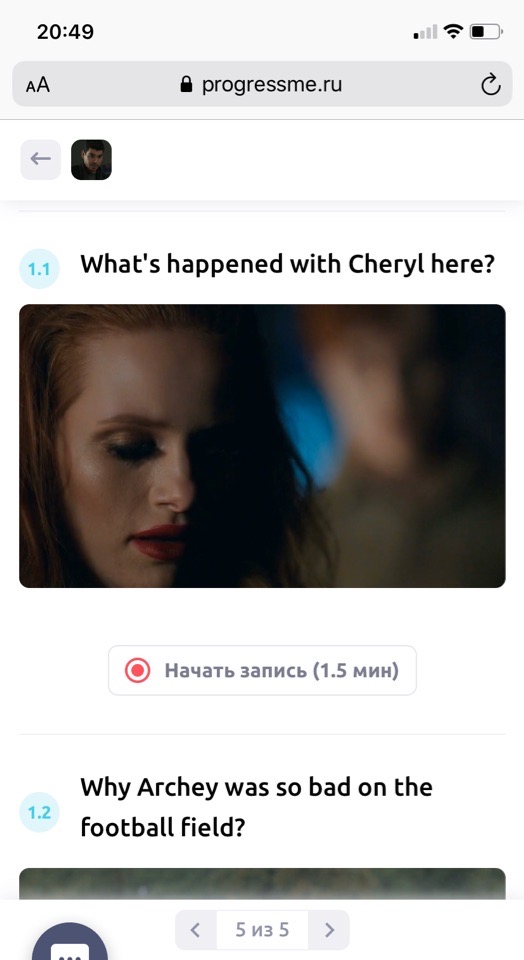 20:49
AA progressme.ru
1.1 What's happened with Cheryl here?
Начать запись (1.5 мин)
Why Archey was so bad on the
1.2
football field?
5 из 5